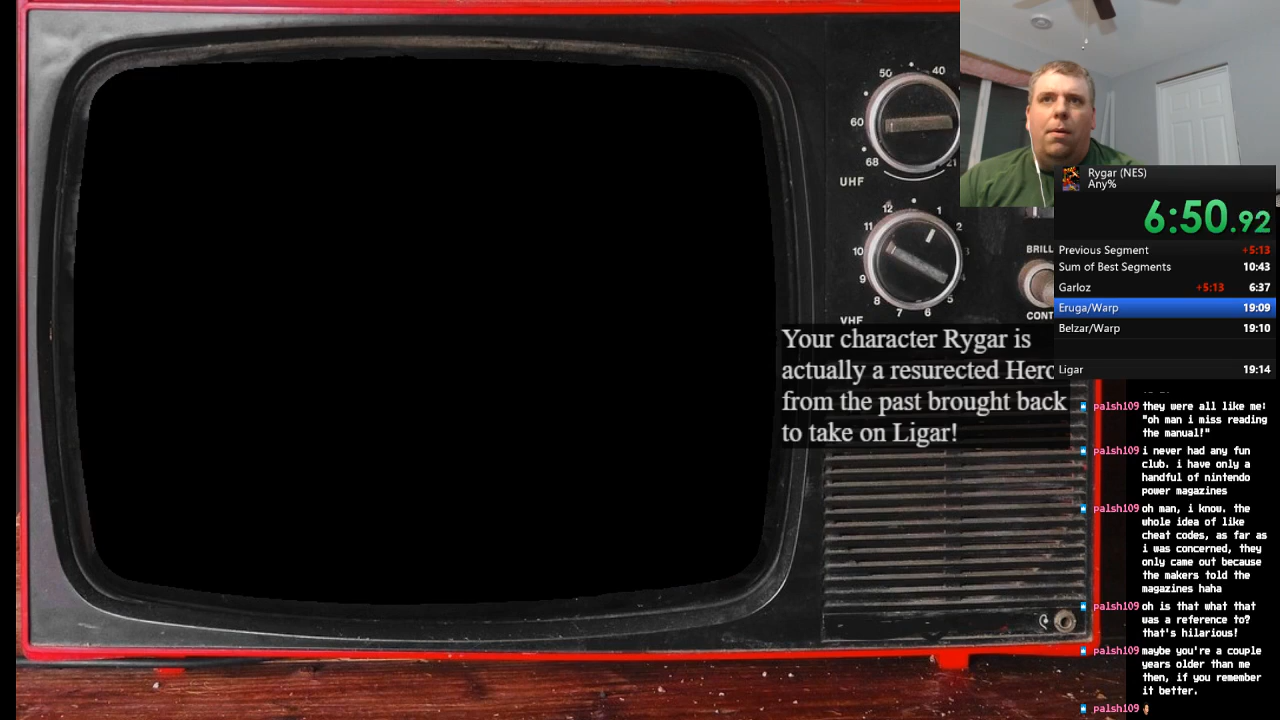 50
40
60
68
21
UHF
12
1
11
2
10
3
9
8
5
7
6
VHF
BRILL
CONT
Rygar (NES)
Any%
6:50.92
Previous Segment +5:13
Sum of Best Segments 10:43
Garloz +5:13 6:37
Eruga/Warp 19:09
Belzar/Warp 19:10
Ligar 19:14
Your character Rygar is
actually a resurected Hero
from the past brought back
to take on Ligar!
palsh109 they were all like me:
"oh man i miss reading
the manual!"
palsh109 i never had any fun
club. i have only a
handful of nintendo
power magazines
palsh109 oh man, i know. the
whole idea of like
cheat codes, as far as
i was concerned, they
only came out because
the makers told the
magazines haha
palsh109 oh is that what that
was a reference to?
that's hilarious!
palsh109 maybe you're a couple
years older than me
then, if you remember
it better.
palsh109